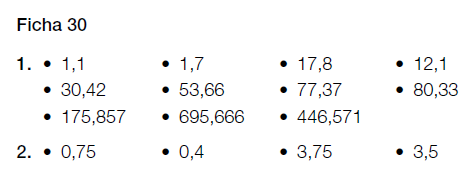 Ficha 30
1. • 1,1 • 1,7 • 17,8 • 12,1
• 30,42 • 53,66 • 77,37 • 80,33
• 175,857 • 695,666 • 446,571
2. • 0,75 • 0,4 • 3,75 • 3,5